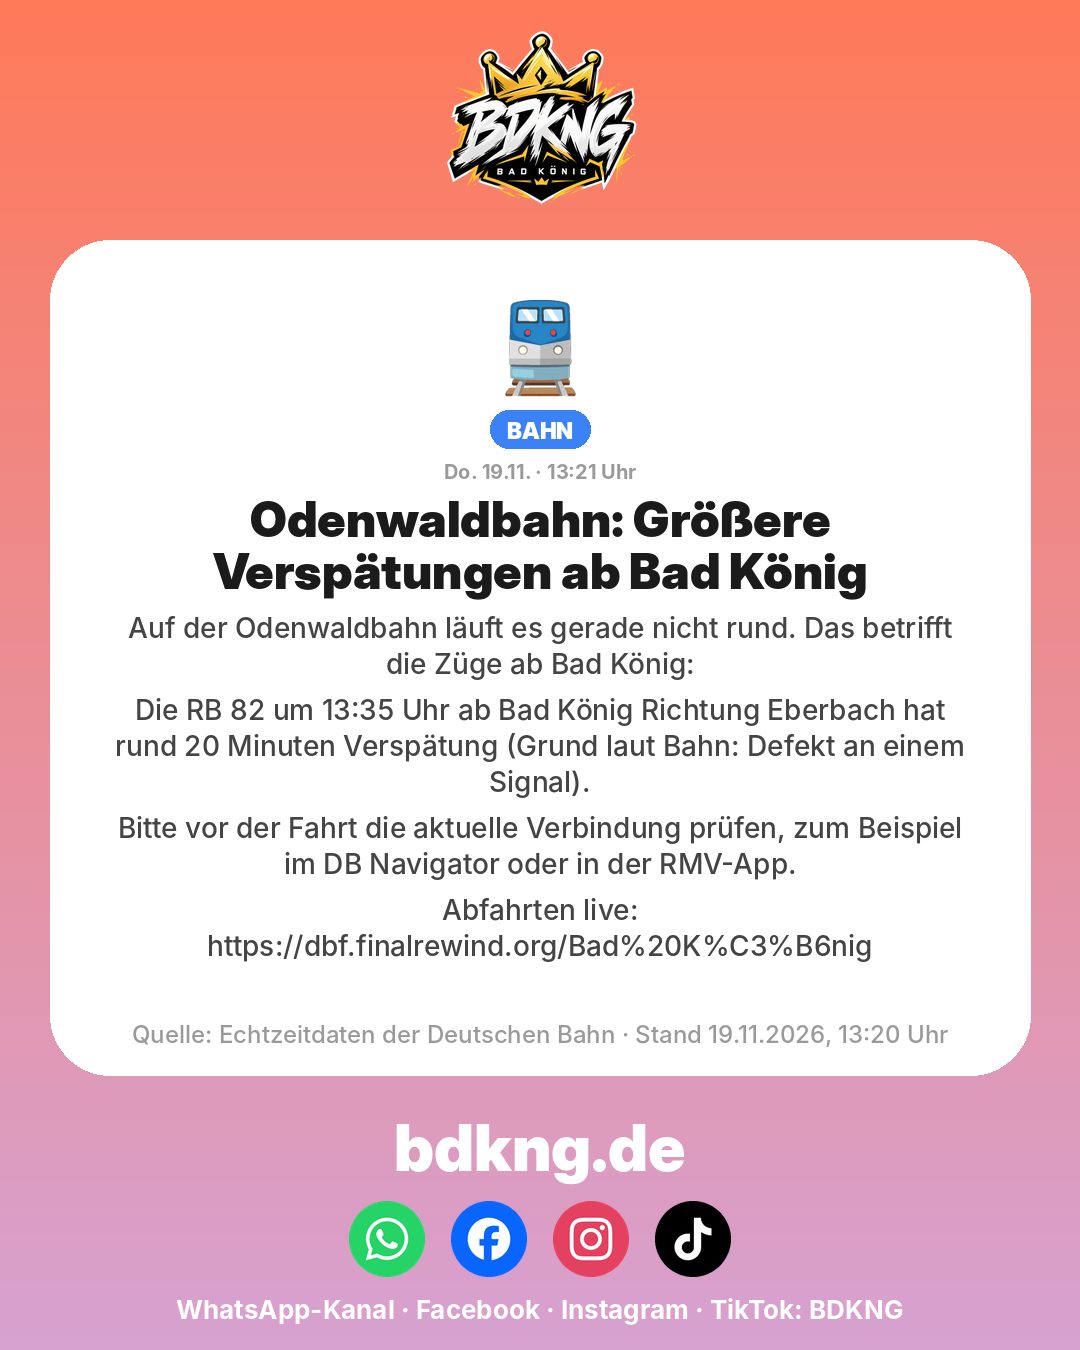 BDKNG
BAD KÖNIG
BAHN
Do. 19.11. · 13:21 Uhr
Odenwaldbahn: Größere
Verspätungen ab Bad König
Auf der Odenwaldbahn läuft es gerade nicht rund. Das betrifft
die Züge ab Bad König:
Die RB 82 um 13:35 Uhr ab Bad König Richtung Eberbach hat
rund 20 Minuten Verspätung (Grund laut Bahn: Defekt an einem
Signal).
Bitte vor der Fahrt die aktuelle Verbindung prüfen, zum Beispiel
im DB Navigator oder in der RMV-App.
Abfahrten live:
https://dbf.finalrewind.org/Bad%20K%C3%B6nig
Quelle: Echtzeitdaten der Deutschen Bahn · Stand 19.11.2026, 13:20 Uhr
bdkng.de
WhatsApp-Kanal · Facebook · Instagram · TikTok: BDKNG